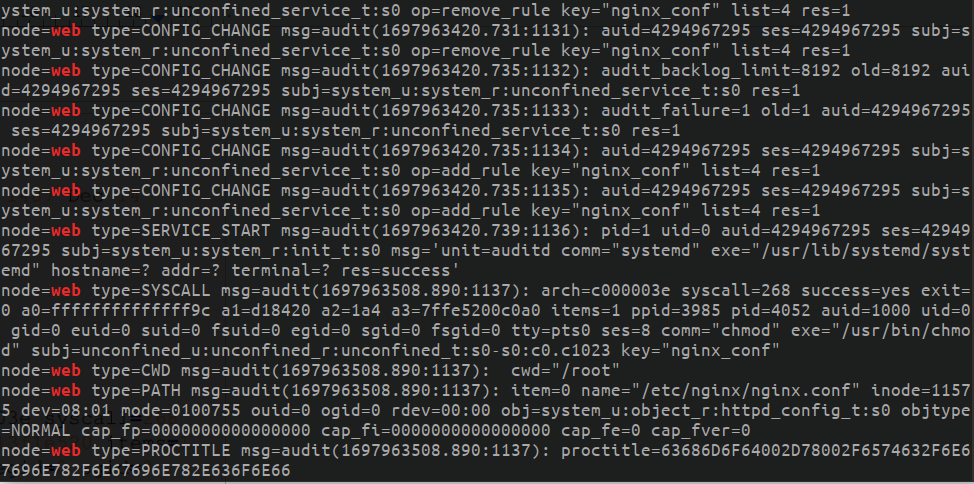 ystem_u:system_r:unconfined_service_t:s0 op=remove_rule key="nginx_conf" list=4 res=1
node=web type=CONFIG_CHANGE msg=audit(1697963420.731:1131): auid=4294967295 ses=4294967295 subj=s
ystem_u:system_r:unconfined_service_t:s0 op=remove_rule key="nginx_conf" list=4 res=1
node=web type=CONFIG_CHANGE msg=audit(1697963420.735:1132): audit_backlog_limit=8192 old=8192 aui
d=4294967295 ses=4294967295 subj=system_u:system_r:unconfined_service_t:s0 res=1
node=web type=CONFIG_CHANGE msg=audit(1697963420.735:1133): audit_failure=1 old=1 auid=4294967295
 ses=4294967295 subj=system_u:system_r:unconfined_service_t:s0 res=1
node=web type=CONFIG_CHANGE msg=audit(1697963420.735:1134): auid=4294967295 ses=4294967295 subj=s
ystem_u:system_r:unconfined_service_t:s0 op=add_rule key="nginx_conf" list=4 res=1
node=web type=CONFIG_CHANGE msg=audit(1697963420.735:1135): auid=4294967295 ses=4294967295 subj=s
ystem_u:system_r:unconfined_service_t:s0 op=add_rule key="nginx_conf" list=4 res=1
node=web type=SERVICE_START msg=audit(1697963420.739:1136): pid=1 uid=0 auid=4294967295 ses=42949
67295 subj=system_u:system_r:init_t:s0 msg='unit=auditd comm="systemd" exe="/usr/lib/systemd/syst
emd" hostname=? addr=? terminal=? res=success'
node=web type=SYSCALL msg=audit(1697963508.890:1137): arch=c000003e syscall=268 success=yes exit=
0 a0=ffffffffffffff9c a1=d18420 a2=1a4 a3=7ffe5200c0a0 items=1 ppid=3985 pid=4052 auid=1000 uid=0
 gid=0 euid=0 suid=0 fsuid=0 egid=0 sgid=0 fsgid=0 tty=pts0 ses=8 comm="chmod" exe="/usr/bin/chmo
d" subj=unconfined_u:unconfined_r:unconfined_t:s0-s0:c0.c1023 key="nginx_conf"
node=web type=CWD msg=audit(1697963508.890:1137):  cwd="/root"
node=web type=PATH msg=audit(1697963508.890:1137): item=0 name="/etc/nginx/nginx.conf" inode=1157
5 dev=08:01 mode=0100755 ouid=0 ogid=0 rdev=00:00 obj=system_u:object_r:httpd_config_t:s0 objtype
=NORMAL cap_fp=0000000000000000 cap_fi=0000000000000000 cap_fe=0 cap_fver=0
node=web type=PROCTITLE msg=audit(1697963508.890:1137): proctitle=63686D6F64002D78002F6574632F6E6
7696E782F6E67696E782E636F6E66